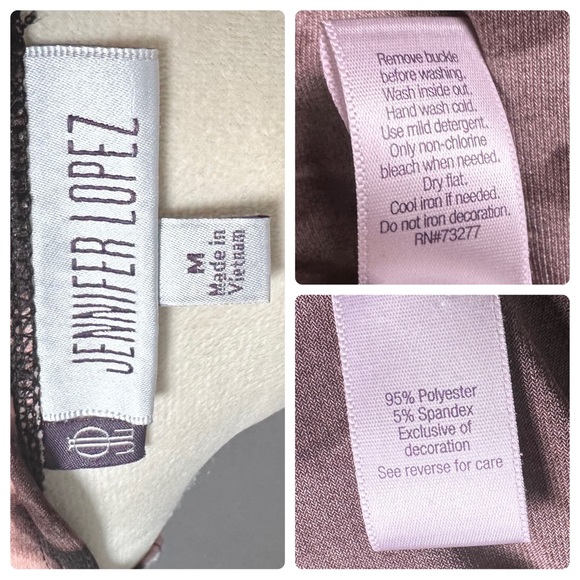 JENNIFER LOPEZ
JL
M
Made in
Vietnam
Remove buckle
before washing.
Wash inside out.
Hand wash cold.
Use mild detergent.
Only non-chlorine
bleach when needed.
Dry flat.
Cool iron if needed.
Do not iron decoration.
RN#73277
95% Polyester
5% Spandex
Exclusive of
decoration
See reverse for care